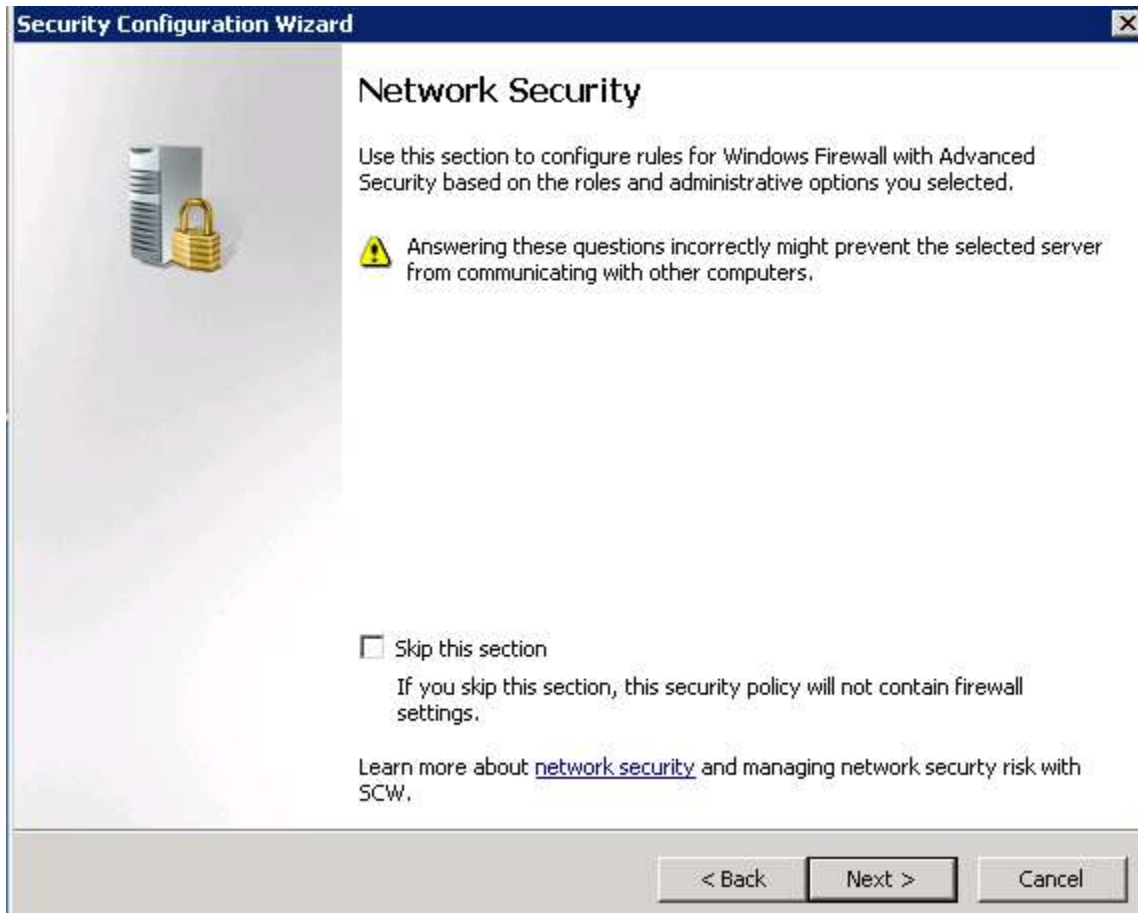 Security Configuration Wizard
Network Security
Use this section to configure rules for Windows Firewall with Advanced
Security based on the roles and administrative options you selected.
Answering these questions incorrectly might prevent the selected server
from communicating with other computers.
Skip this section
If you skip this section, this security policy will not contain firewall
settings.
Learn more about network security and managing network securty risk with
SCW.
< Back
Next >
Cancel